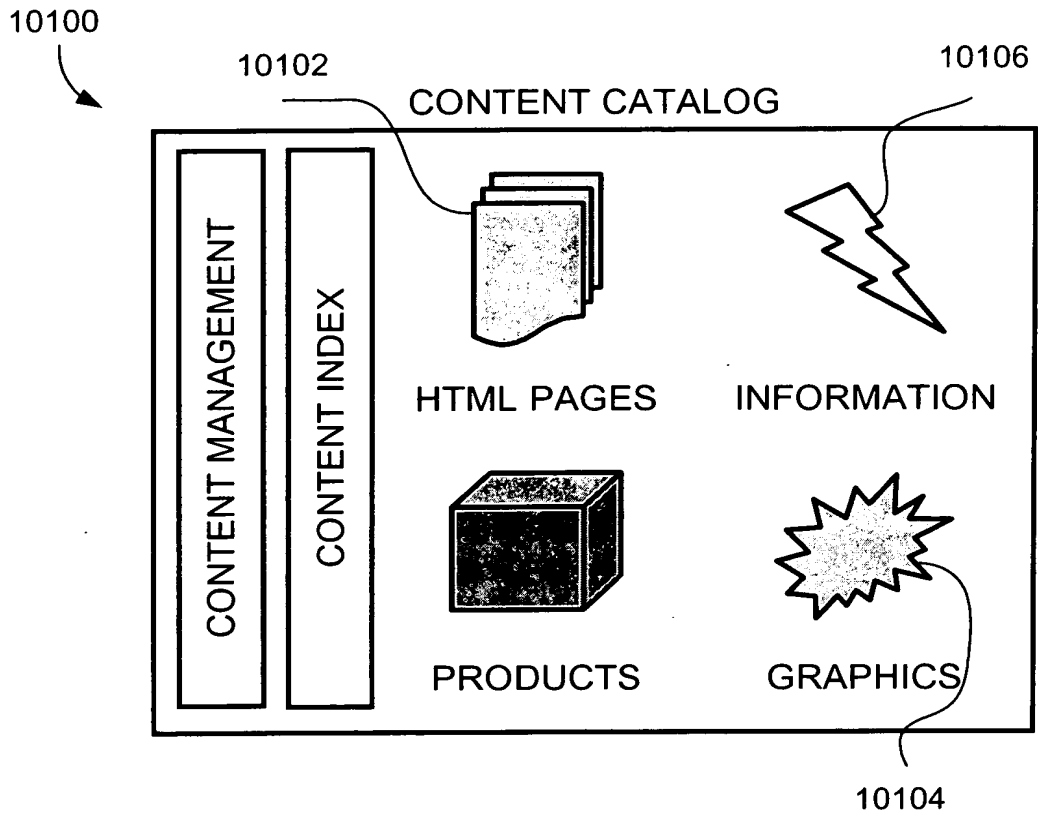 10100
10102
10106
CONTENT CATALOG
CONTENT MANAGEMENT
CONTENT INDEX
HTML PAGES
INFORMATION
PRODUCTS
GRAPHICS
10104